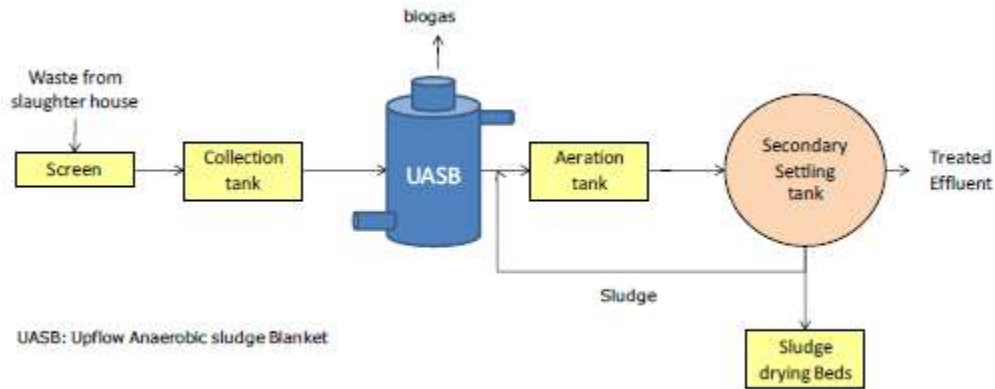 biogas
Waste from
slaughter house
Screen
Collection
tank
UASB
Aeration
tank
Secondary
Settling
tank
Treated
Effluent
Sludge
UASB: Upflow Anaerobic sludge Blanket
Sludge
drying Beds